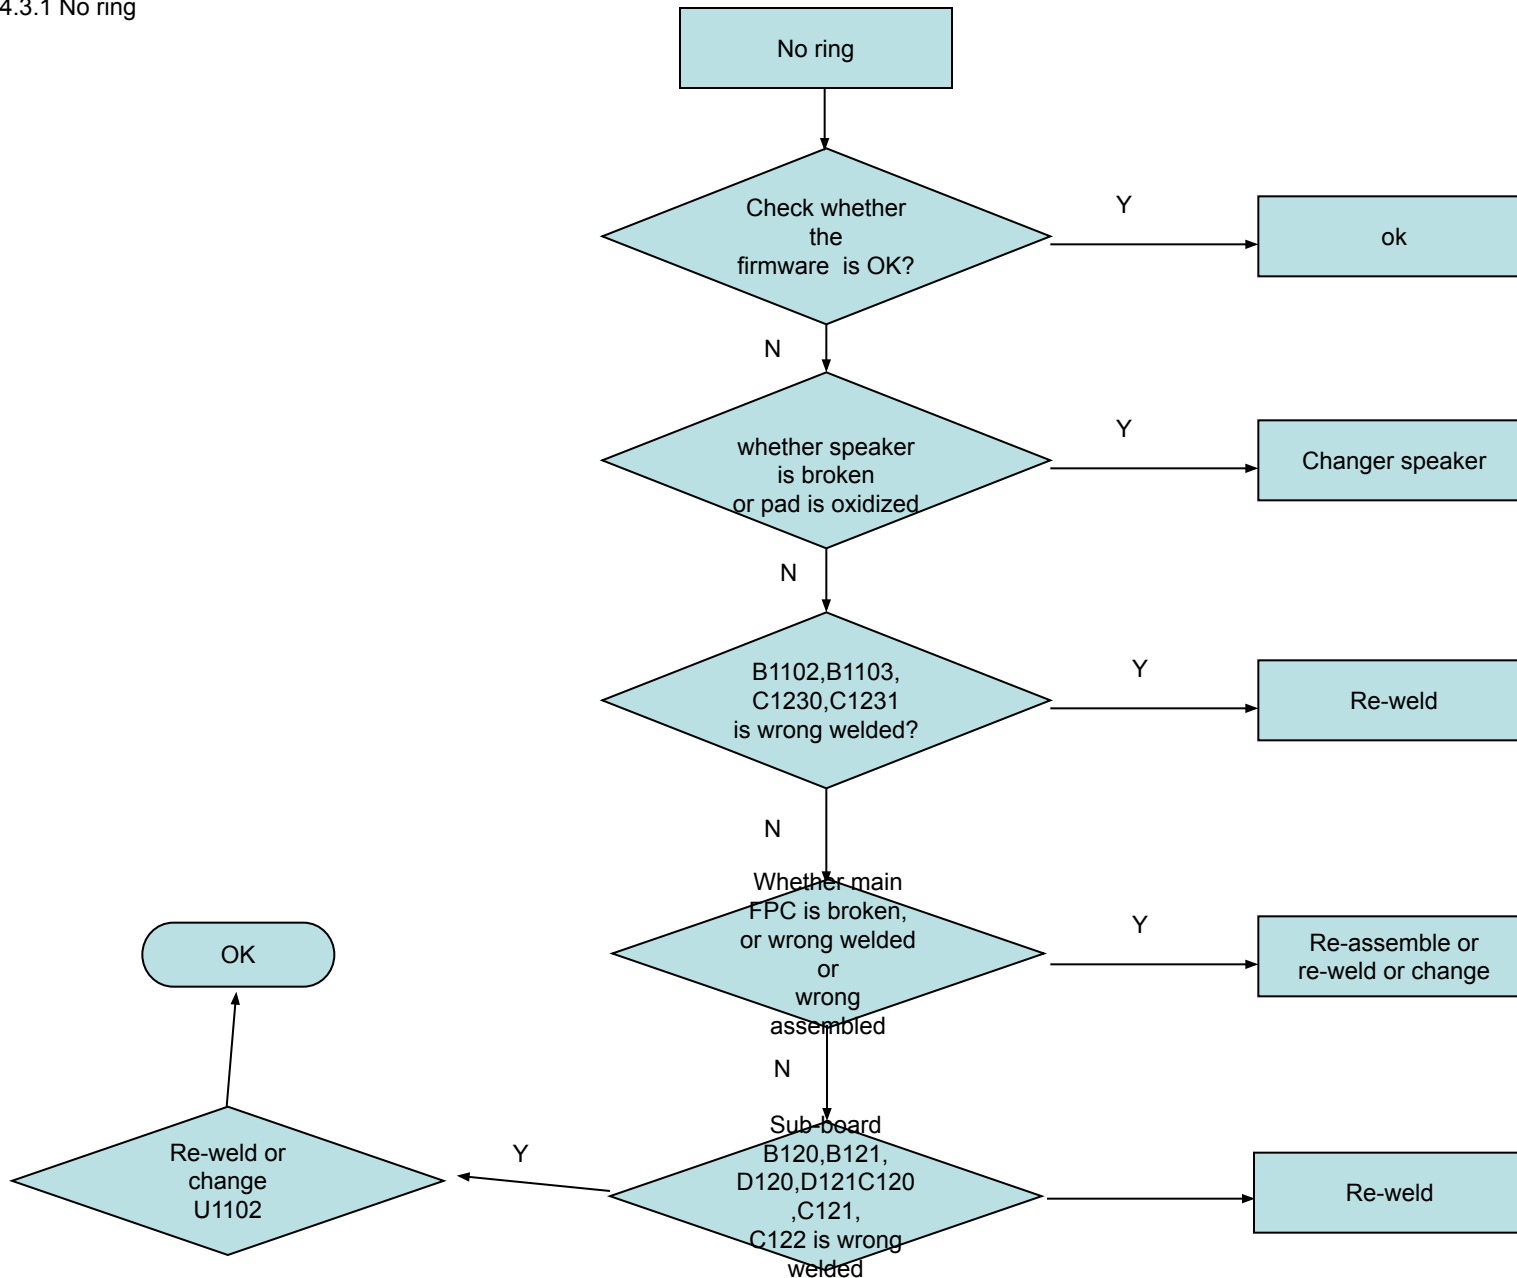 4.3.1 No ring
No ring
Check whether
the
firmware  is OK?
Y
ok
N
whether speaker
is broken
or pad is oxidized
Y
Changer speaker
N
B1102,B1103,
C1230,C1231
is wrong welded?
Y
Re-weld
N
Whether main
FPC is broken,
or wrong welded
or
wrong
assembled
Y
Re-assemble or
re-weld or change
OK
N
Sub-board
B120,B121,
D120,D121C120
,C121,
C122 is wrong
welded
Y
Re-weld or
change
U1102
Re-weld